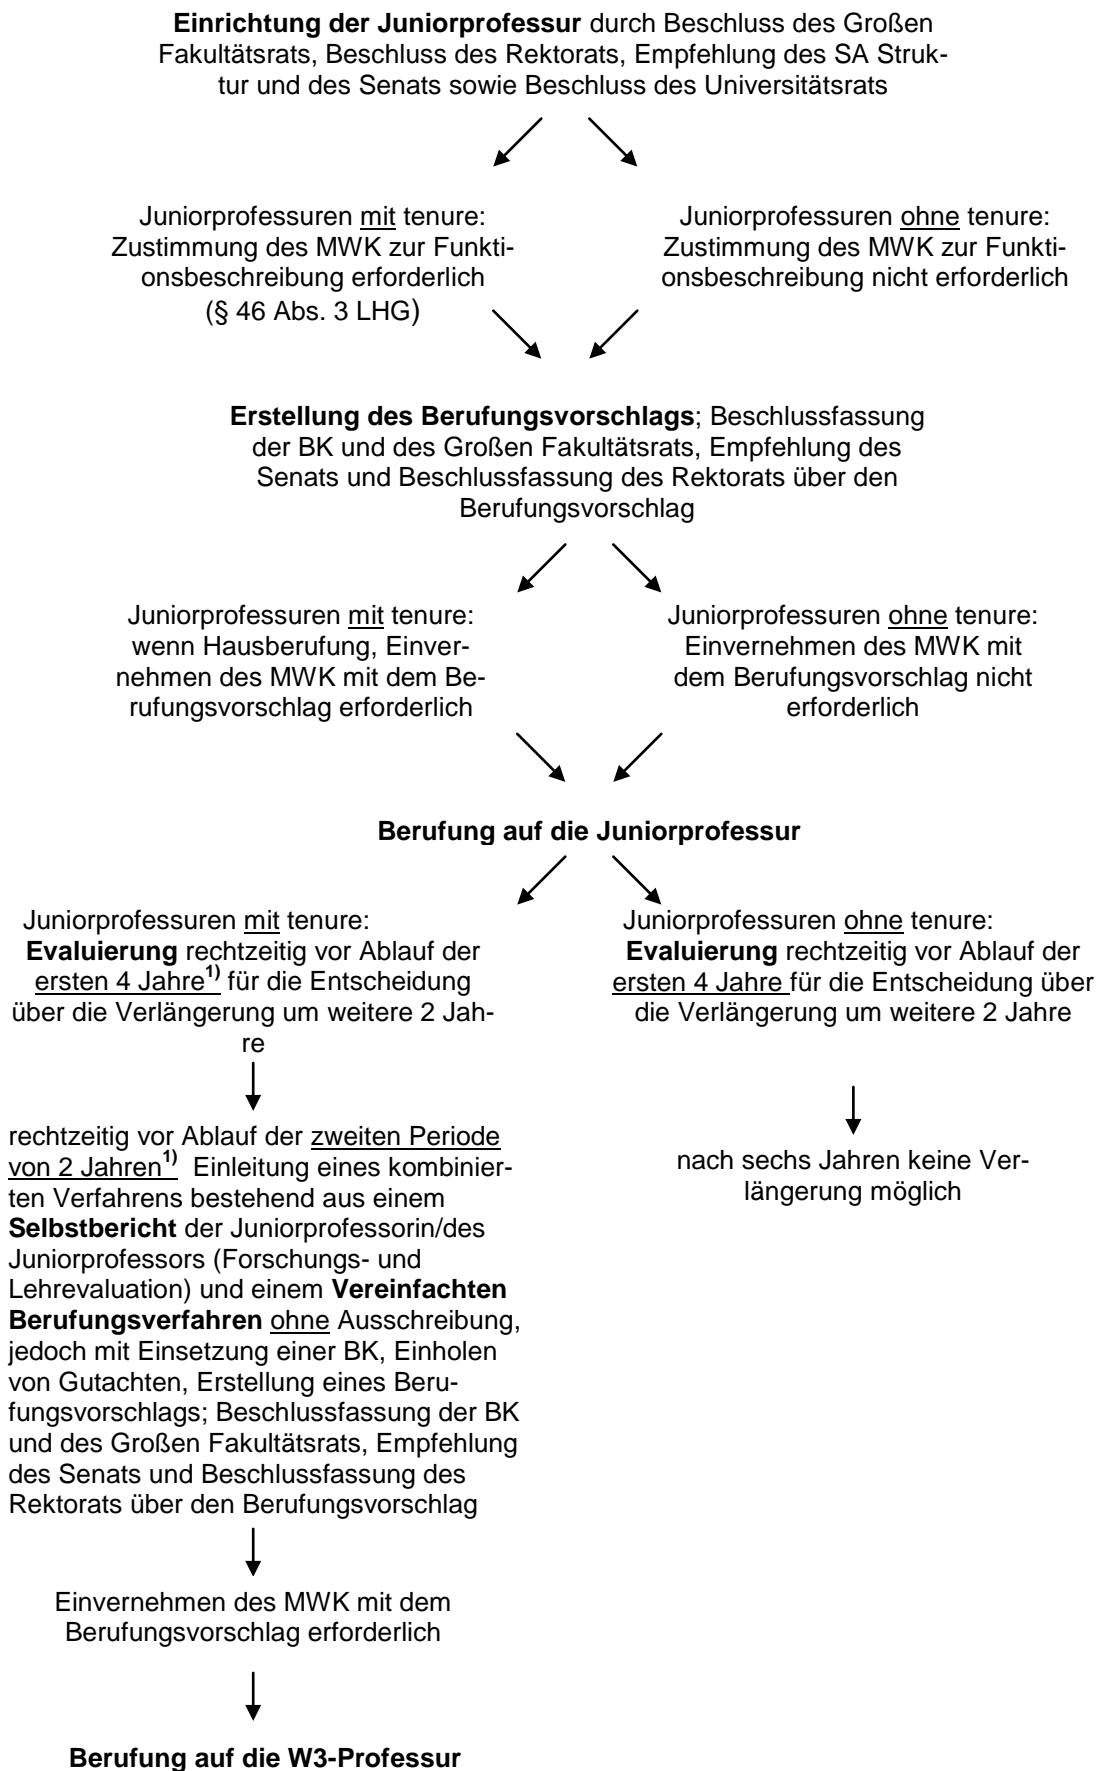 Einrichtung der Juniorprofessur durch Beschluss des Großen
Fakultätsrats, Beschluss des Rektorats, Empfehlung des SA Struk-
tur und des Senats sowie Beschluss des Universitätsrats
Juniorprofessuren mit tenure:
Zustimmung des MWK zur Funkti-
onsbeschreibung erforderlich
(§ 46 Abs. 3 LHG)
Juniorprofessuren ohne tenure:
Zustimmung des MWK zur Funkti-
onsbeschreibung nicht erforderlich
Erstellung des Berufungsvorschlags; Beschlussfassung
der BK und des Großen Fakultätsrats, Empfehlung des
Senats und Beschlussfassung des Rektorats über den
Berufungsvorschlag
Juniorprofessuren mit tenure:
wenn Hausberufung, Einver-
nehmen des MWK mit dem Be-
rufungsvorschlag erforderlich
Juniorprofessuren ohne tenure:
Einvernehmen des MWK mit
dem Berufungsvorschlag nicht
erforderlich
Berufung auf die Juniorprofessur
Juniorprofessuren mit tenure:
Evaluierung rechtzeitig vor Ablauf der
ersten 4 Jahre1) für die Entscheidung
über die Verlängerung um weitere 2 Jah-
re
Juniorprofessuren ohne tenure:
Evaluierung rechtzeitig vor Ablauf der
ersten 4 Jahre für die Entscheidung über
die Verlängerung um weitere 2 Jahre
rechtzeitig vor Ablauf der zweiten Periode
von 2 Jahren1) Einleitung eines kombinier-
ten Verfahrens bestehend aus einem
Selbstbericht der Juniorprofessorin/des
Juniorprofessors (Forschungs- und
Lehrevaluation) und einem Vereinfachten
Berufungsverfahren ohne Ausschreibung,
jedoch mit Einsetzung einer BK, Einholen
von Gutachten, Erstellung eines Beru-
fungsvorschlags; Beschlussfassung der BK
und des Großen Fakultätsrats, Empfehlung
des Senats und Beschlussfassung des
Rektorats über den Berufungsvorschlag
nach sechs Jahren keine Ver-
längerung möglich
Einvernehmen des MWK mit dem
Berufungsvorschlag erforderlich
Berufung auf die W3-Professur